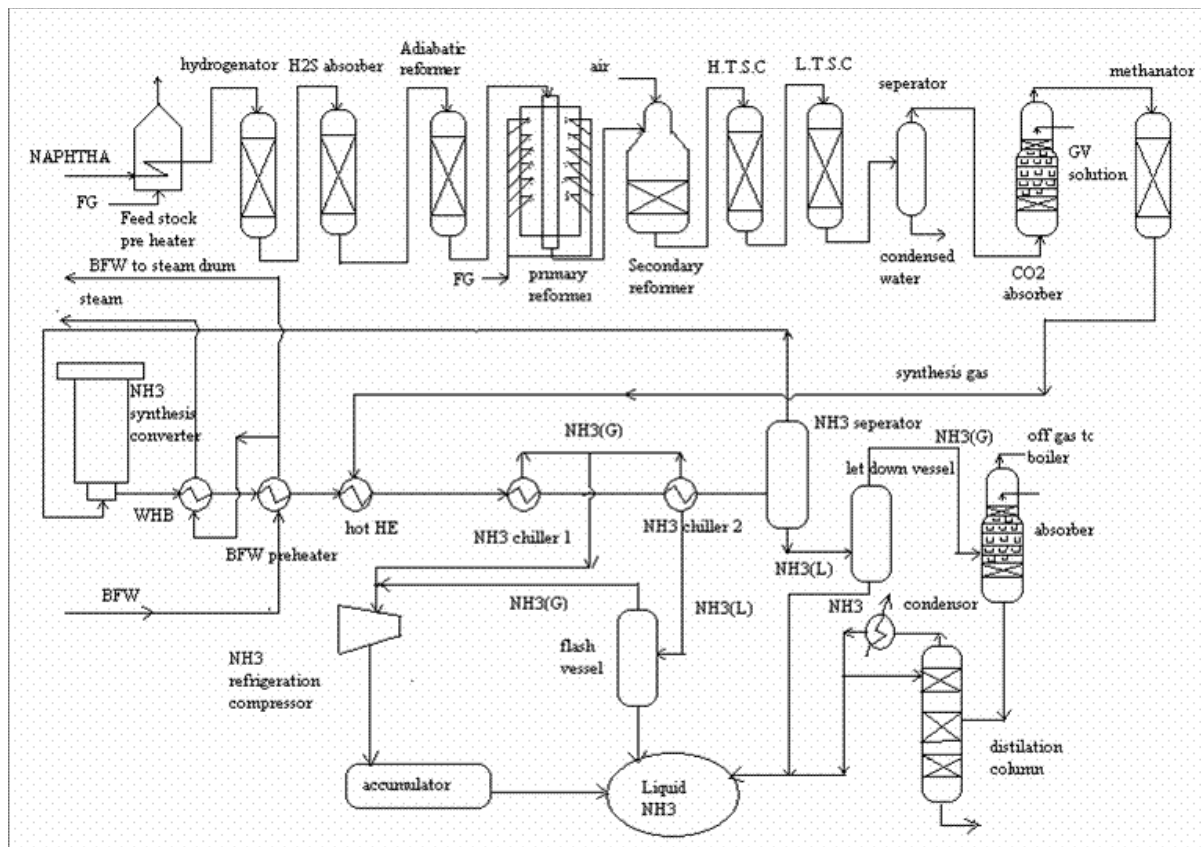 hydrogenator
H2S absorber
Adiabatic
reformer
air
H.T.S.C
L.T.S.C
seperator
methanator
NAPHTHA
FG
Feed stock
pre heater
GV
solution
BFW to steam drum
FG
primary
reformer
Secondary
reformer
condensed
water
CO2
absorber
steam
NH3
synthesis
converter
synthesis gas
NH3(G)
NH3 seperator
NH3(G)
let down vessel
off gas tc
boiler
WHB
hot HE
NH3 chiller 1
NH3 chiller 2
absorber
BFW preheater
NH3(L)
BFW
NH3(G)
NH3(L)
NH3
condensor
NH3
refrigeration
compressor
flash
vessel
distilation
column
accumulator
Liquid
NH3